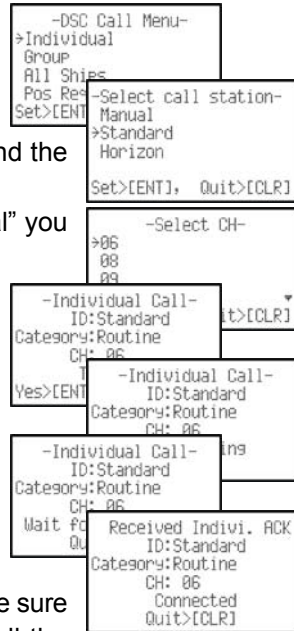 -DSC Call Menu-
→Individual
Group
All Ships
Pos Req
Set>[ENT
-Select call station-
Manual
→Standard
Horizon
Set>[ENT], Quit>[CLR]
nd the
al” you
-Select CH-
→06
08
09
it>[CLR]
-Individual Call-
ID:Standard
Category:Routine
CH: 06
T
Yes>[ENT
-Individual Call-
ID:Standard
Category:Routine
CH: 06
ing
-Individual Call-
ID:Standard
Category:Routine
CH: 06
Wait fo
Qu
Received Indivi. ACK
ID:Standard
Category:Routine
CH: 06
Connected
Quit>[CLR]
e sure